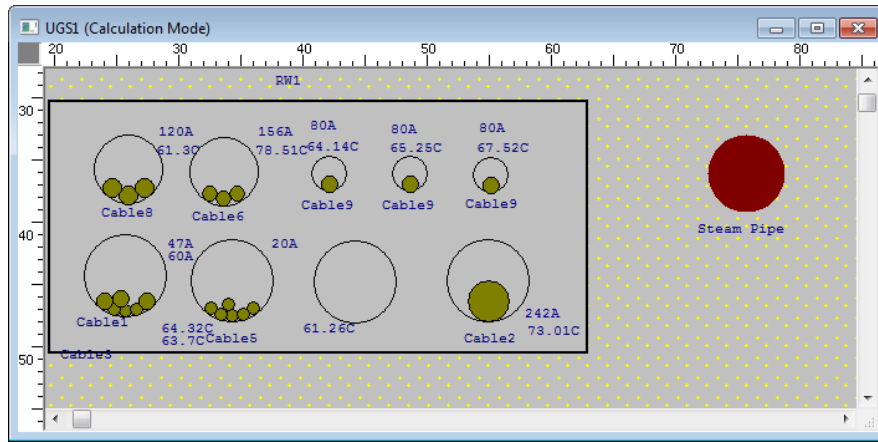 UGS1 (Calculation Mode)
20 30 40 50 60 70 80
RW1
30
120A 156A 80A 80A 80A
61.3C 78.51C 64.14C 65.25C 67.52C
Cable8 Cable6 Cable9 Cable9 Cable9
Steam Pipe
40
47A 20A
60A
242A
Cable1 64.32C 61.26C 73.01C
63.7C Cable5 Cable2
Cable3
50